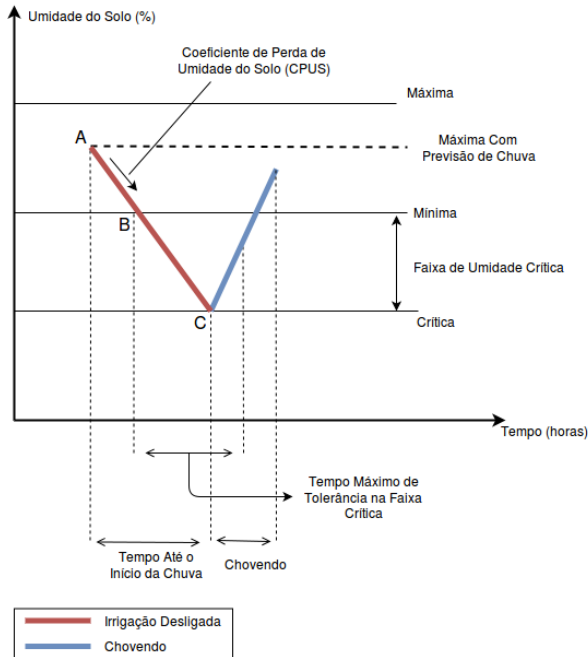 Umidade do Solo (%)
Coeficiente de Perda de
Umidade do Solo (CPUS)
Máxima
A
Máxima Com
Previsão de Chuva
B
Mínima
Faixa de Umidade Crítica
C
Crítica
Tempo (horas)
Tempo Máximo de
Tolerância na Faixa
Crítica
Tempo Até o
Início da Chuva
Chovendo
Irrigação Desligada
Chovendo